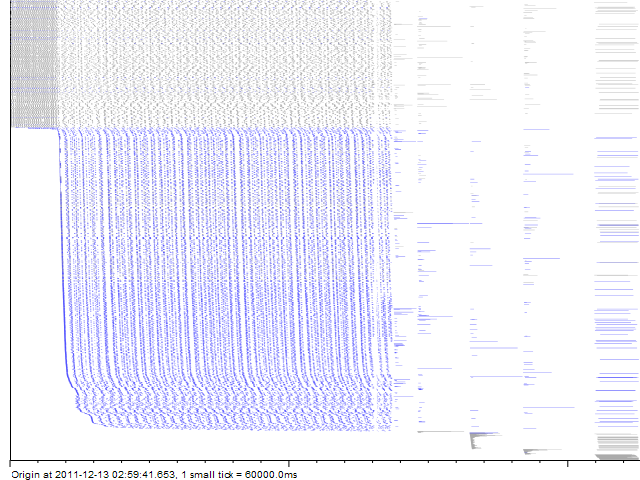 Origin at 2011-12-13 02:59:41.653, 1 small tick = 60000.0ms